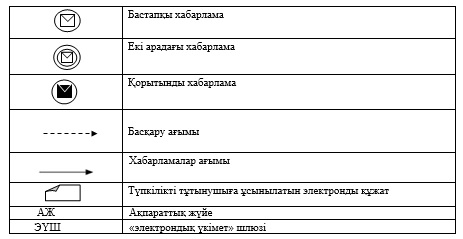 Бастапқы хабарлама
Екі арадағы хабарлама
Қорытынды хабарлама
Басқару ағымы
Хабарламалар ағымы
Түпкілікті тұтынушыға ұсынылатын электронды құжат
АЖ Ақпараттық жүйе
ЭҮШ «электрондық үкімет» шлюзі